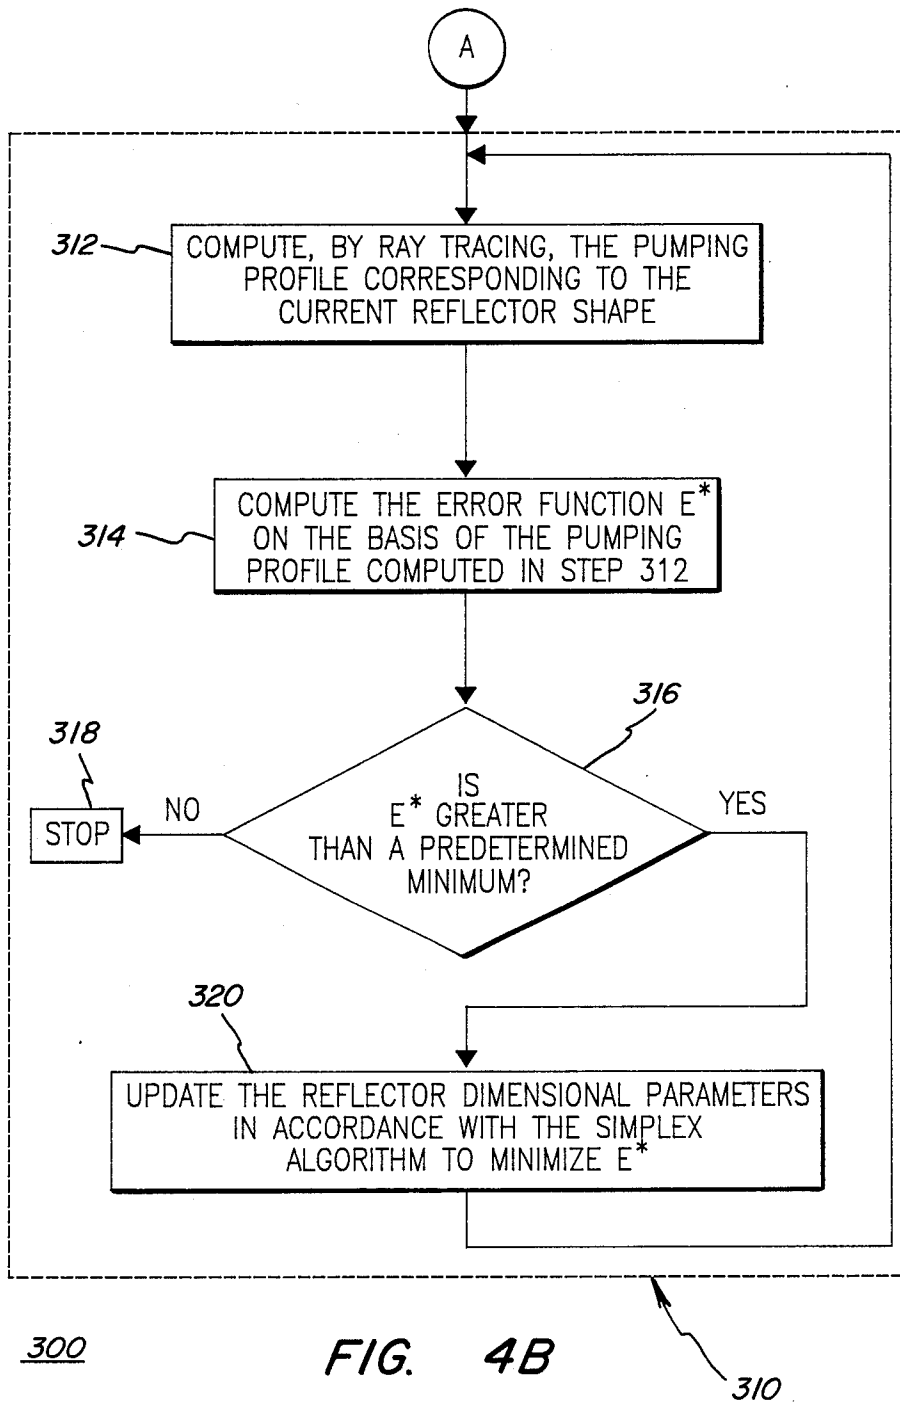 A
312
COMPUTE, BY RAY TRACING, THE PUMPING
PROFILE CORRESPONDING TO THE
CURRENT REFLECTOR SHAPE
314
COMPUTE THE ERROR FUNCTION E*
ON THE BASIS OF THE PUMPING
PROFILE COMPUTED IN STEP 312
316
318
IS
E* GREATER
THAN A PREDETERMINED
MINIMUM?
NO
YES
STOP
320
UPDATE THE REFLECTOR DIMENSIONAL PARAMETERS
IN ACCORDANCE WITH THE SIMPLEX
ALGORITHM TO MINIMIZE E*
300
FIG. 4B
310